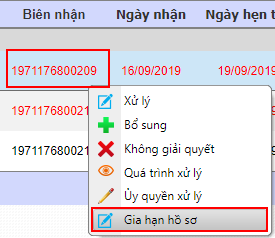 Biên nhận Ngày nhận Ngày hẹn t
1971176800209 16/09/2019 19/09/2019
Xử lý
197117680021
Bổ sung
Không giải quyết
197117680021
Quá trình xử lý
Ủy quyền xử lý
Gia hạn hồ sơ